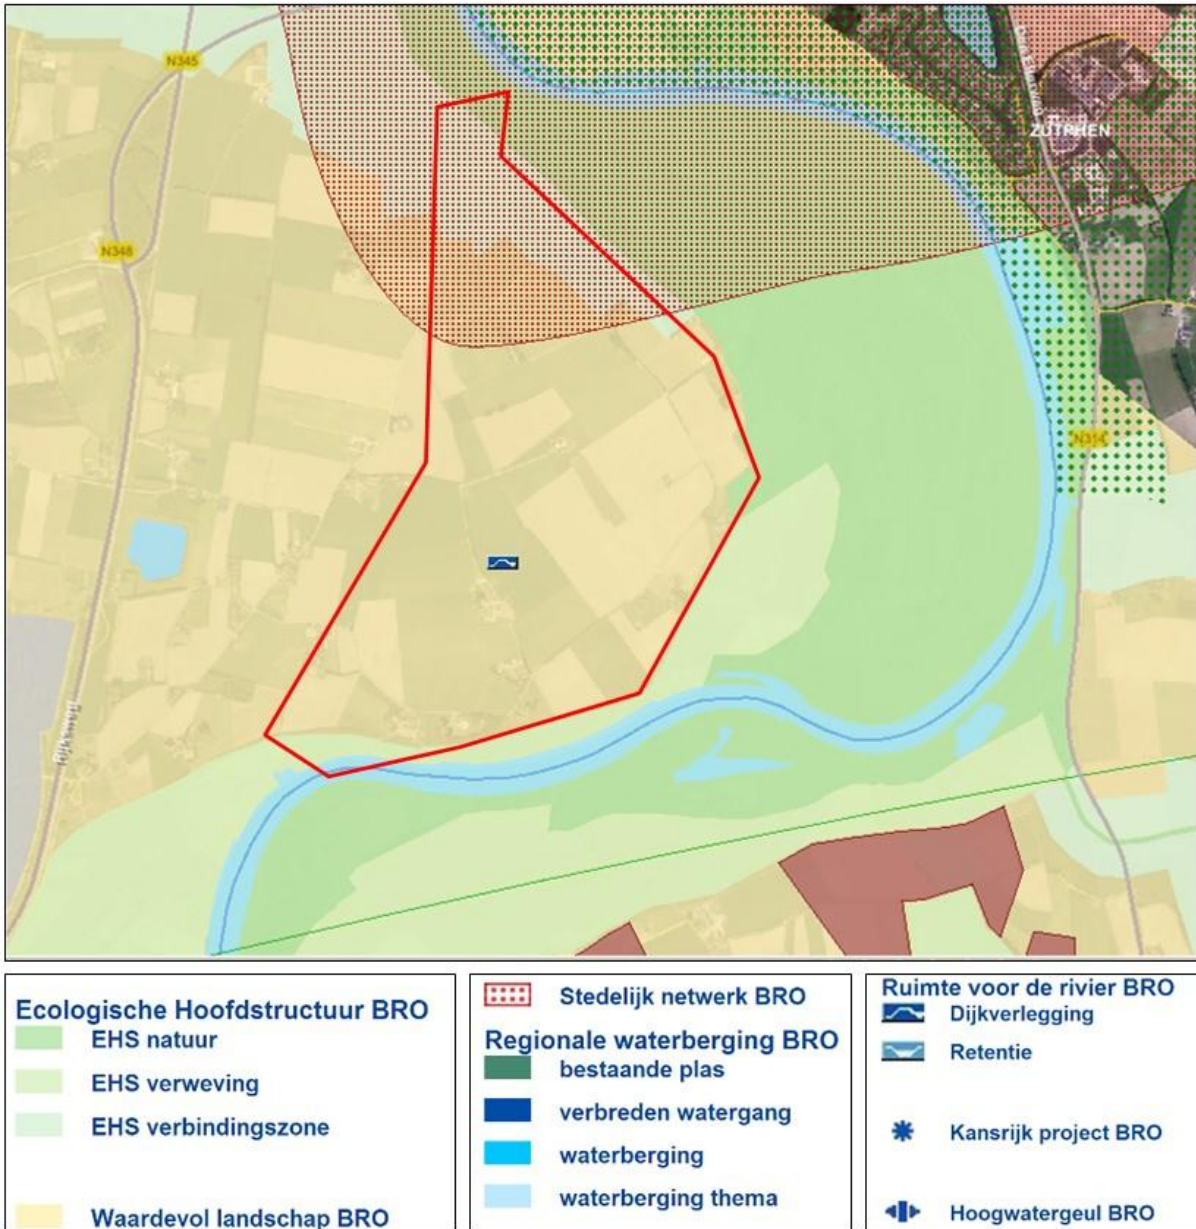 N345
ZUTPHEN
N348
N314
Rijksweg
Ecologische Hoofdstructuur BRO
EHS natuur
EHS verweving
EHS verbindingszone
Waardevol landschap BRO
Stedelijk netwerk BRO
Regionale waterberging BRO
bestaande plas
verbreden watergang
waterberging
waterberging thema
Ruimte voor de rivier BRO
Dijkverlegging
Retentie
Kansrijk project BRO
Hoogwatergeul BRO